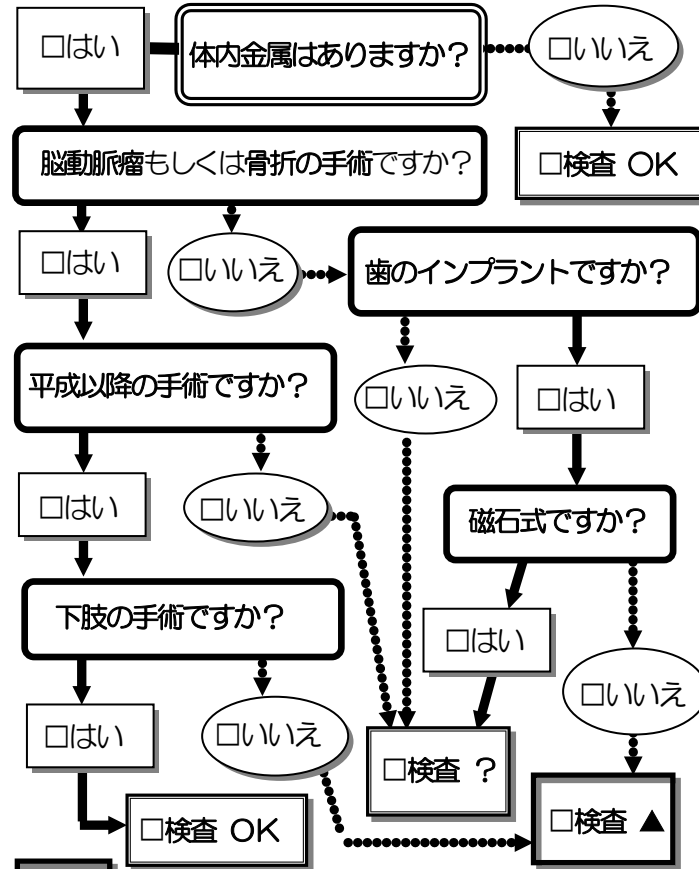 □はい
体内金属はありますか？
□いいえ
□検査 OK
脳動脈瘤もしくは骨折の手術ですか？
□はい
□いいえ
歯のインプラントですか？
平成以降の手術ですか？
□いいえ
□はい
□はい
□いいえ
磁石式ですか？
下肢の手術ですか？
□はい
□いいえ
□はい
□いいえ
□検査 ？
□検査 ▲
□検査 OK